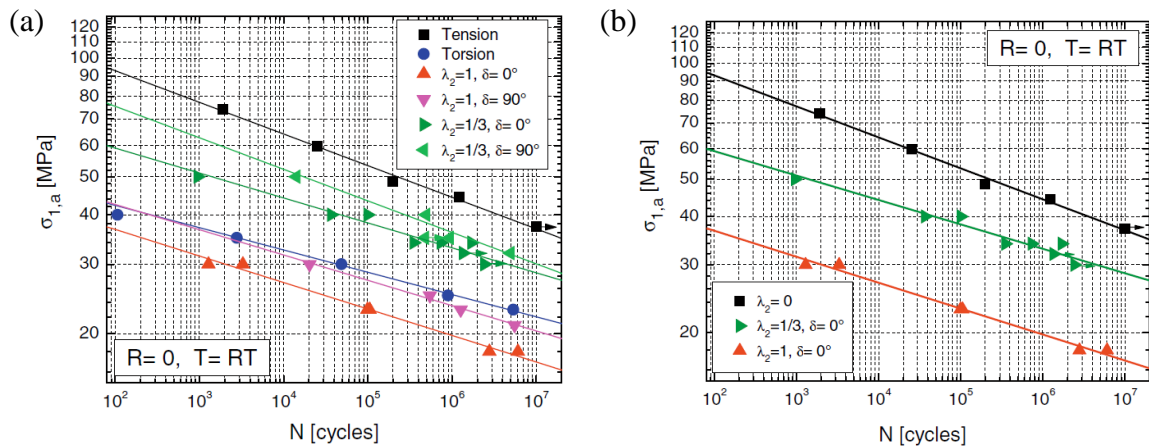 (a)
σ1,a [MPa]
120
100
90
80
70
60
50
40
30
20
Tension
Torsion
λ2=1, δ= 0°
λ2=1, δ= 90°
λ2=1/3, δ= 0°
λ2=1/3, δ= 90°
R= 0, T= RT
10^2
10^3
10^4
10^5
10^6
10^7
N [cycles]
(b)
σ1,a [MPa]
120
100
90
80
70
60
50
40
30
20
R= 0, T= RT
λ2= 0
λ2=1/3, δ= 0°
λ2=1, δ= 0°
10^2
10^3
10^4
10^5
10^6
10^7
N [cycles]